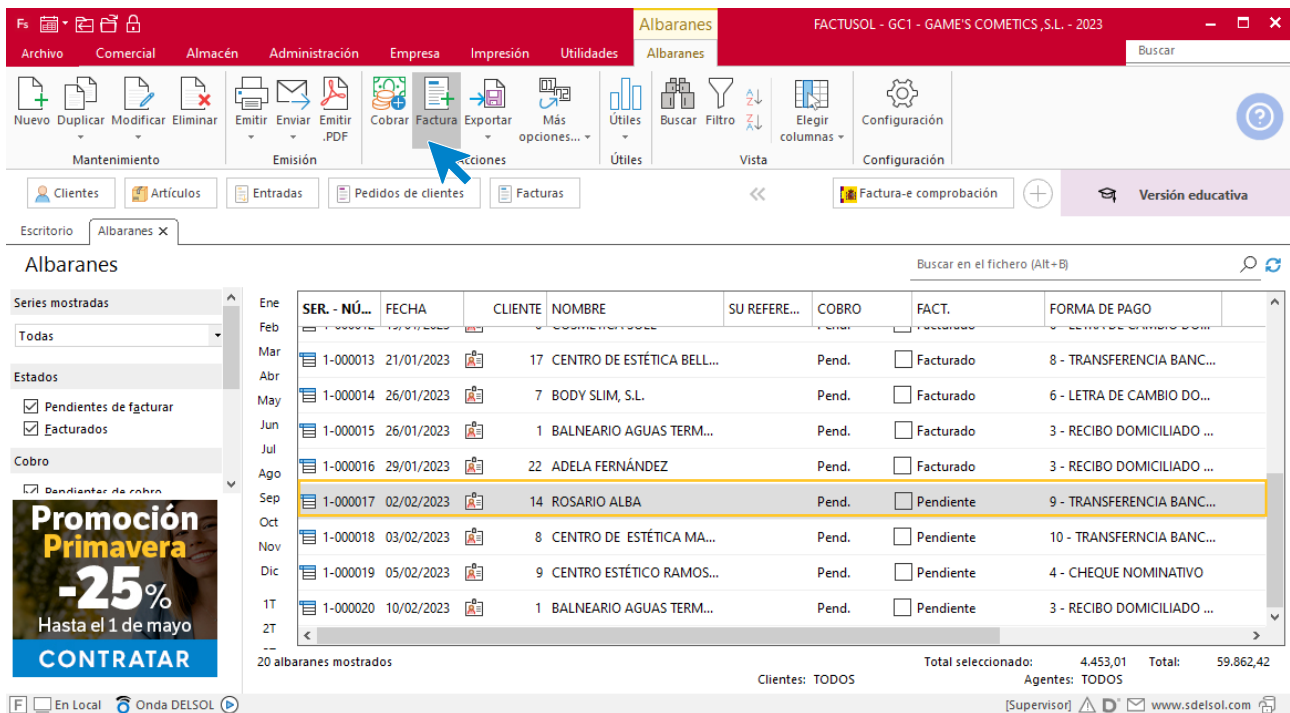 Fs Albaranes FACTUSOL - GC1 - GAME'S COMETICS ,S.L. - 2023
Archivo Comercial Almacén Administración Empresa Impresión Utilidades Albaranes Buscar
Nuevo Duplicar Modificar Eliminar Emitir Enviar Emitir .PDF Cobrar Factura Exportar Más opciones... Útiles Buscar Filtro Elegir columnas Configuración
Mantenimiento Emisión Acciones Útiles Vista Configuración
Clientes Artículos Entradas Pedidos de clientes Facturas Factura-e comprobación Versión educativa
Escritorio Albaranes X
Albaranes Buscar en el fichero (Alt+B)
Series mostradas
Todas
Estados
Pendientes de facturar
Facturados
Cobro
Pendientes de cobro
Promoción
Primavera
-25%
Hasta el 1 de mayo
CONTRATAR
Ene
Feb
Mar
Abr
May
Jun
Jul
Ago
Sep
Oct
Nov
Dic
1T
2T
SER. - NÚ... FECHA CLIENTE NOMBRE SU REFERE... COBRO FACT. FORMA DE PAGO
1-000013 21/01/2023 17 CENTRO DE ESTÉTICA BELL... Pend. Facturado 8 - TRANSFERENCIA BANC...
1-000014 26/01/2023 7 BODY SLIM, S.L. Pend. Facturado 6 - LETRA DE CAMBIO DO...
1-000015 26/01/2023 1 BALNEARIO AGUAS TERM... Pend. Facturado 3 - RECIBO DOMICILIADO ...
1-000016 29/01/2023 22 ADELA FERNÁNDEZ Pend. Facturado 3 - RECIBO DOMICILIADO ...
1-000017 02/02/2023 14 ROSARIO ALBA Pend. Pendiente 9 - TRANSFERENCIA BANC...
1-000018 03/02/2023 8 CENTRO DE ESTÉTICA MA... Pend. Pendiente 10 - TRANSFERNCIA BANC...
1-000019 05/02/2023 9 CENTRO ESTÉTICO RAMOS... Pend. Pendiente 4 - CHEQUE NOMINATIVO
1-000020 10/02/2023 1 BALNEARIO AGUAS TERM... Pend. Pendiente 3 - RECIBO DOMICILIADO ...
20 albaranes mostrados Total seleccionado: 4.453,01 Total: 59.862,42
Clientes: TODOS Agentes: TODOS
F En Local Onda DELSOL [Supervisor] D www.sdelsol.com